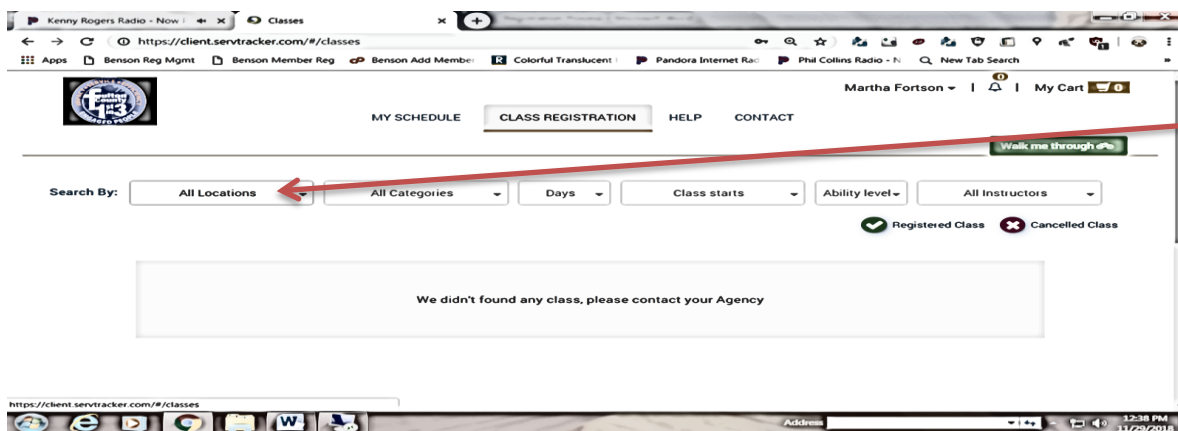 Kenny Rogers Radio - Now Classes
https://client.servtracker.com/#/classes
Apps Benson Reg Mgmt Benson Member Reg Benson Add Member Colorful Translucent Pandora Internet Rad Phil Collins Radio - N New Tab Search
Martha Fortson | 0 | My Cart 0
MY SCHEDULE CLASS REGISTRATION HELP CONTACT
Walk me through
Search By: All Locations All Categories Days Class starts Ability level All Instructors
Registered Class Cancelled Class
We didn't found any class, please contact your Agency
https://client.servtracker.com/#/classes
Address 12:38 PM
11/29/2018